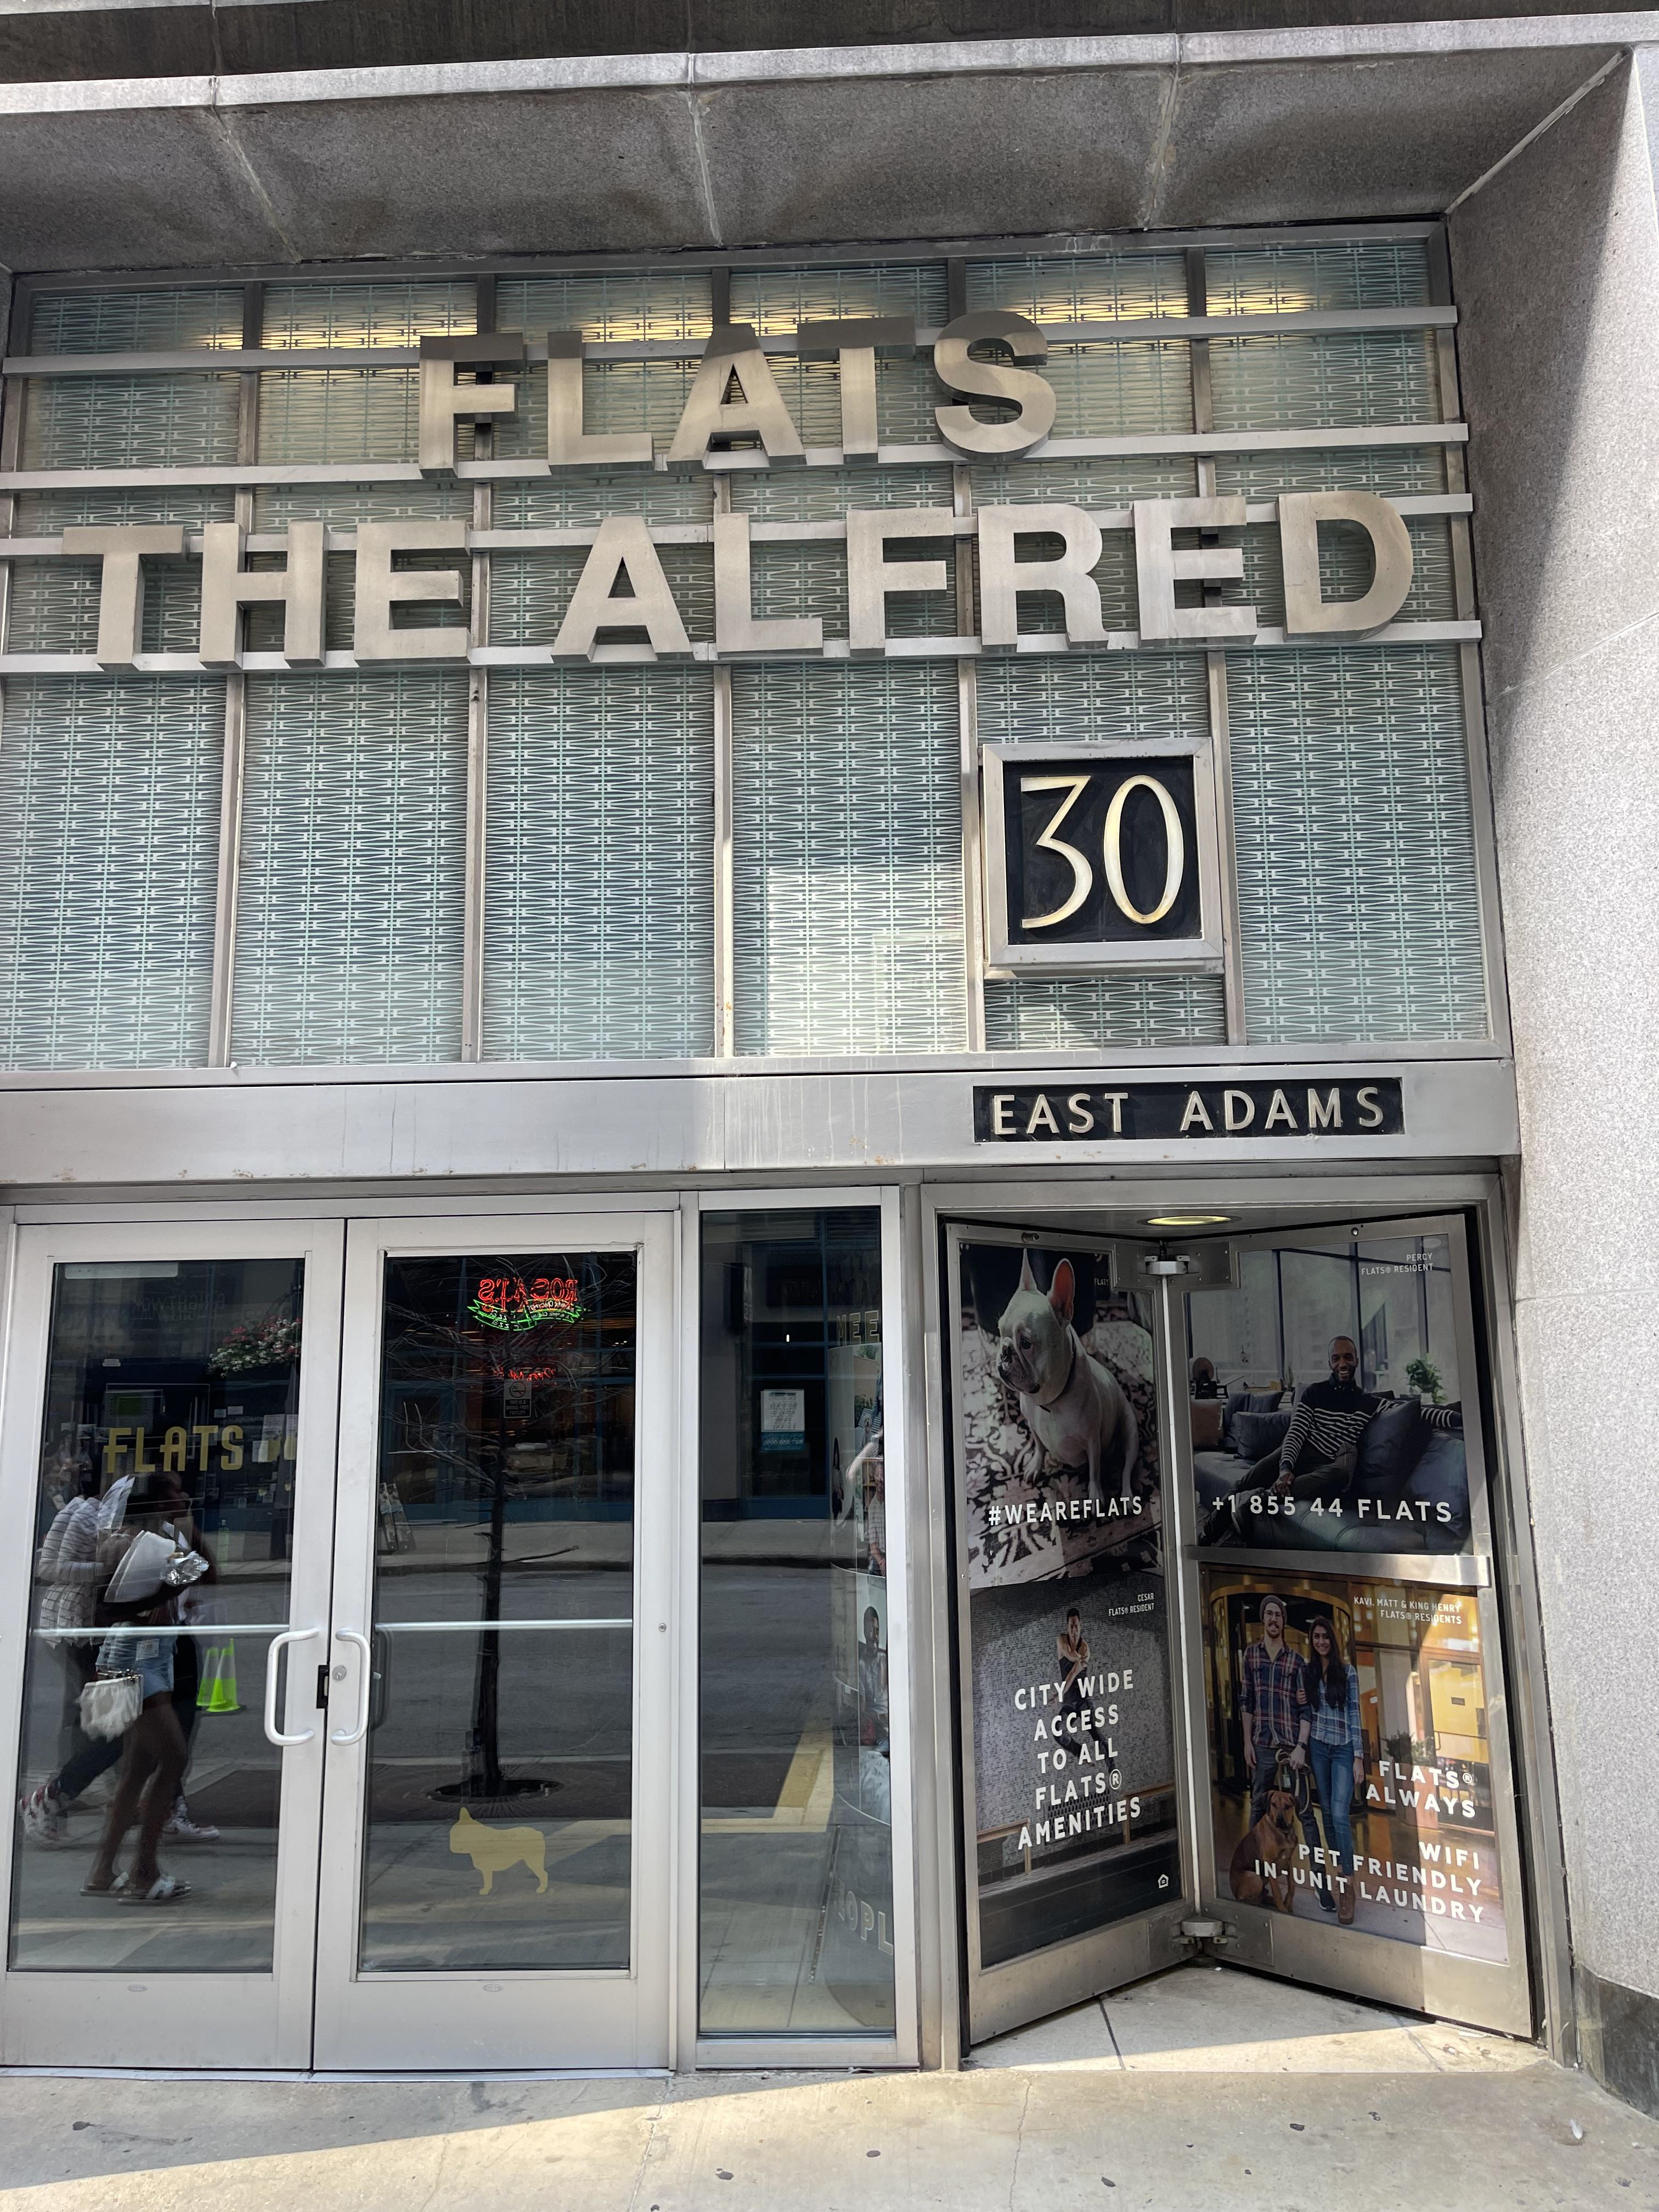 FLATS
THE ALFRED
30
EAST ADAMS
FLATS
#WEAREFLATS
CESAR
FLATS® RESIDENT
CITY WIDE
ACCESS
TO ALL
FLATS®
AMENITIES
PERCY
FLATS® RESIDENT
+1 855 44 FLATS
KAVI, MATT & KING HENRY
FLATS® RESIDENTS
FLATS®
ALWAYS
WIFI
PET FRIENDLY
IN-UNIT LAUNDRY